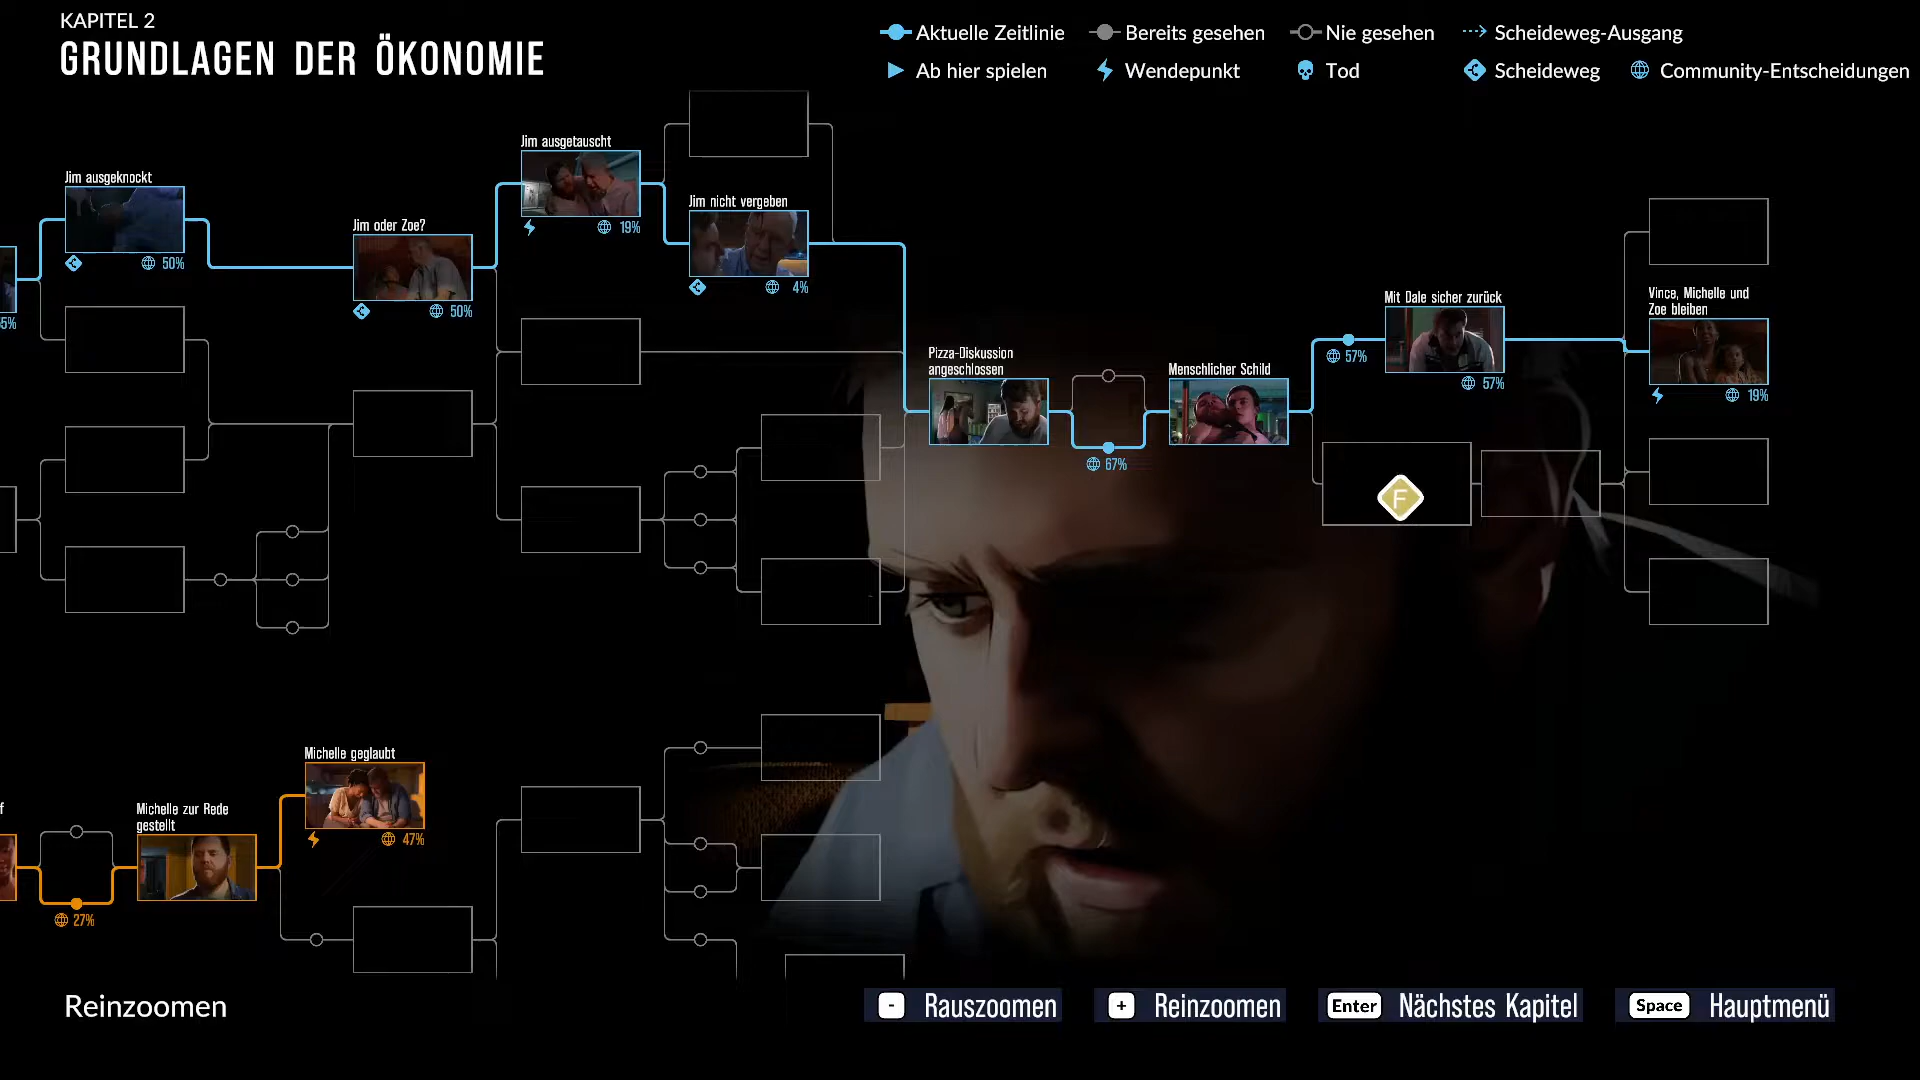 KAPITEL 2
GRUNDLAGEN DER ÖKONOMIE
Aktuelle Zeitlinie
Bereits gesehen
Nie gesehen
Scheideweg-Ausgang
Ab hier spielen
Wendepunkt
Tod
Scheideweg
Community-Entscheidungen
Jim ausgeknockt
50%
5%
Jim oder Zoe?
50%
Jim ausgetauscht
19%
Jim nicht vergeben
4%
Pizza-Diskussion
angeschlossen
67%
Menschlicher Schild
57%
Mit Dale sicher zurück
57%
Vince, Michelle und
Zoe bleiben
19%
F
f
27%
Michelle zur Rede
gestellt
Michelle geglaubt
47%
Reinzoomen
- Rauszoomen
+ Reinzoomen
Enter Nächstes Kapitel
Space Hauptmenü